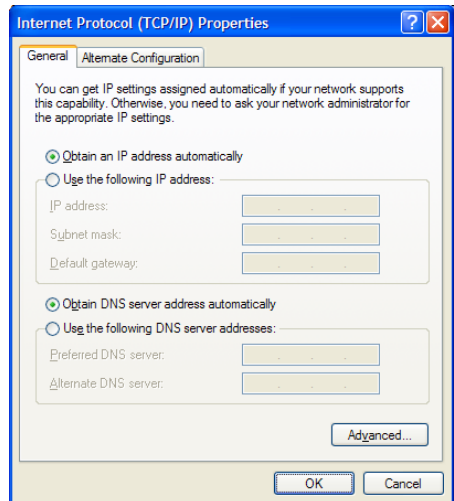 Internet Protocol (TCP/IP) Properties
General
Alternate Configuration
You can get IP settings assigned automatically if your network supports
this capability. Otherwise, you need to ask your network administrator for
the appropriate IP settings.
Obtain an IP address automatically
Use the following IP address:
IP address:
Subnet mask:
Default gateway:
Obtain DNS server address automatically
Use the following DNS server addresses:
Preferred DNS server:
Alternate DNS server:
Advanced...
OK
Cancel